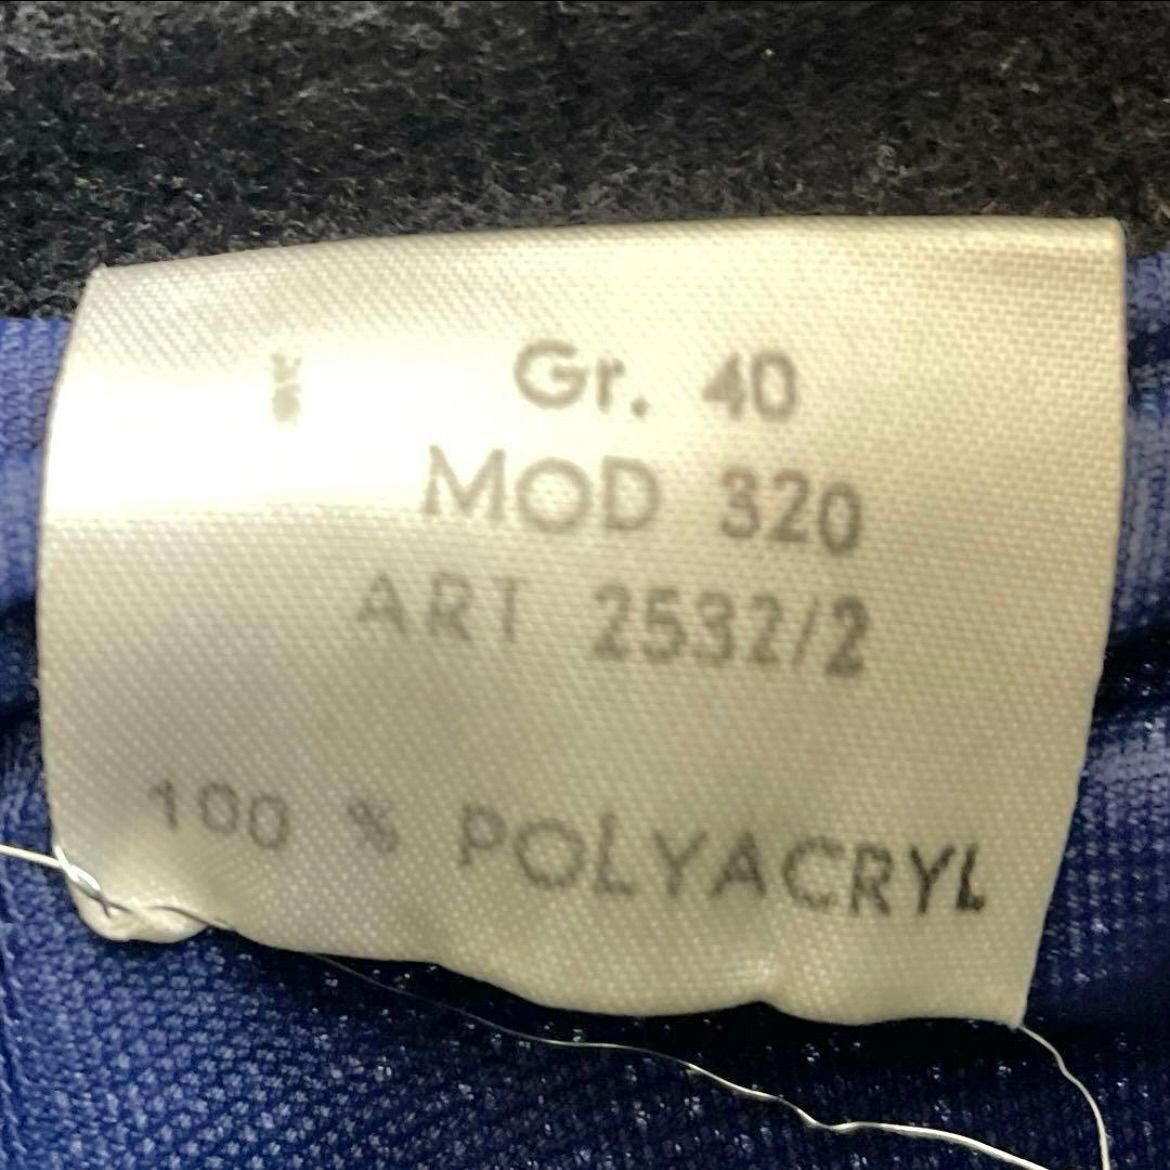 Gr. 40
MOD 320
ART 2532/2
100 % POLYACRYL